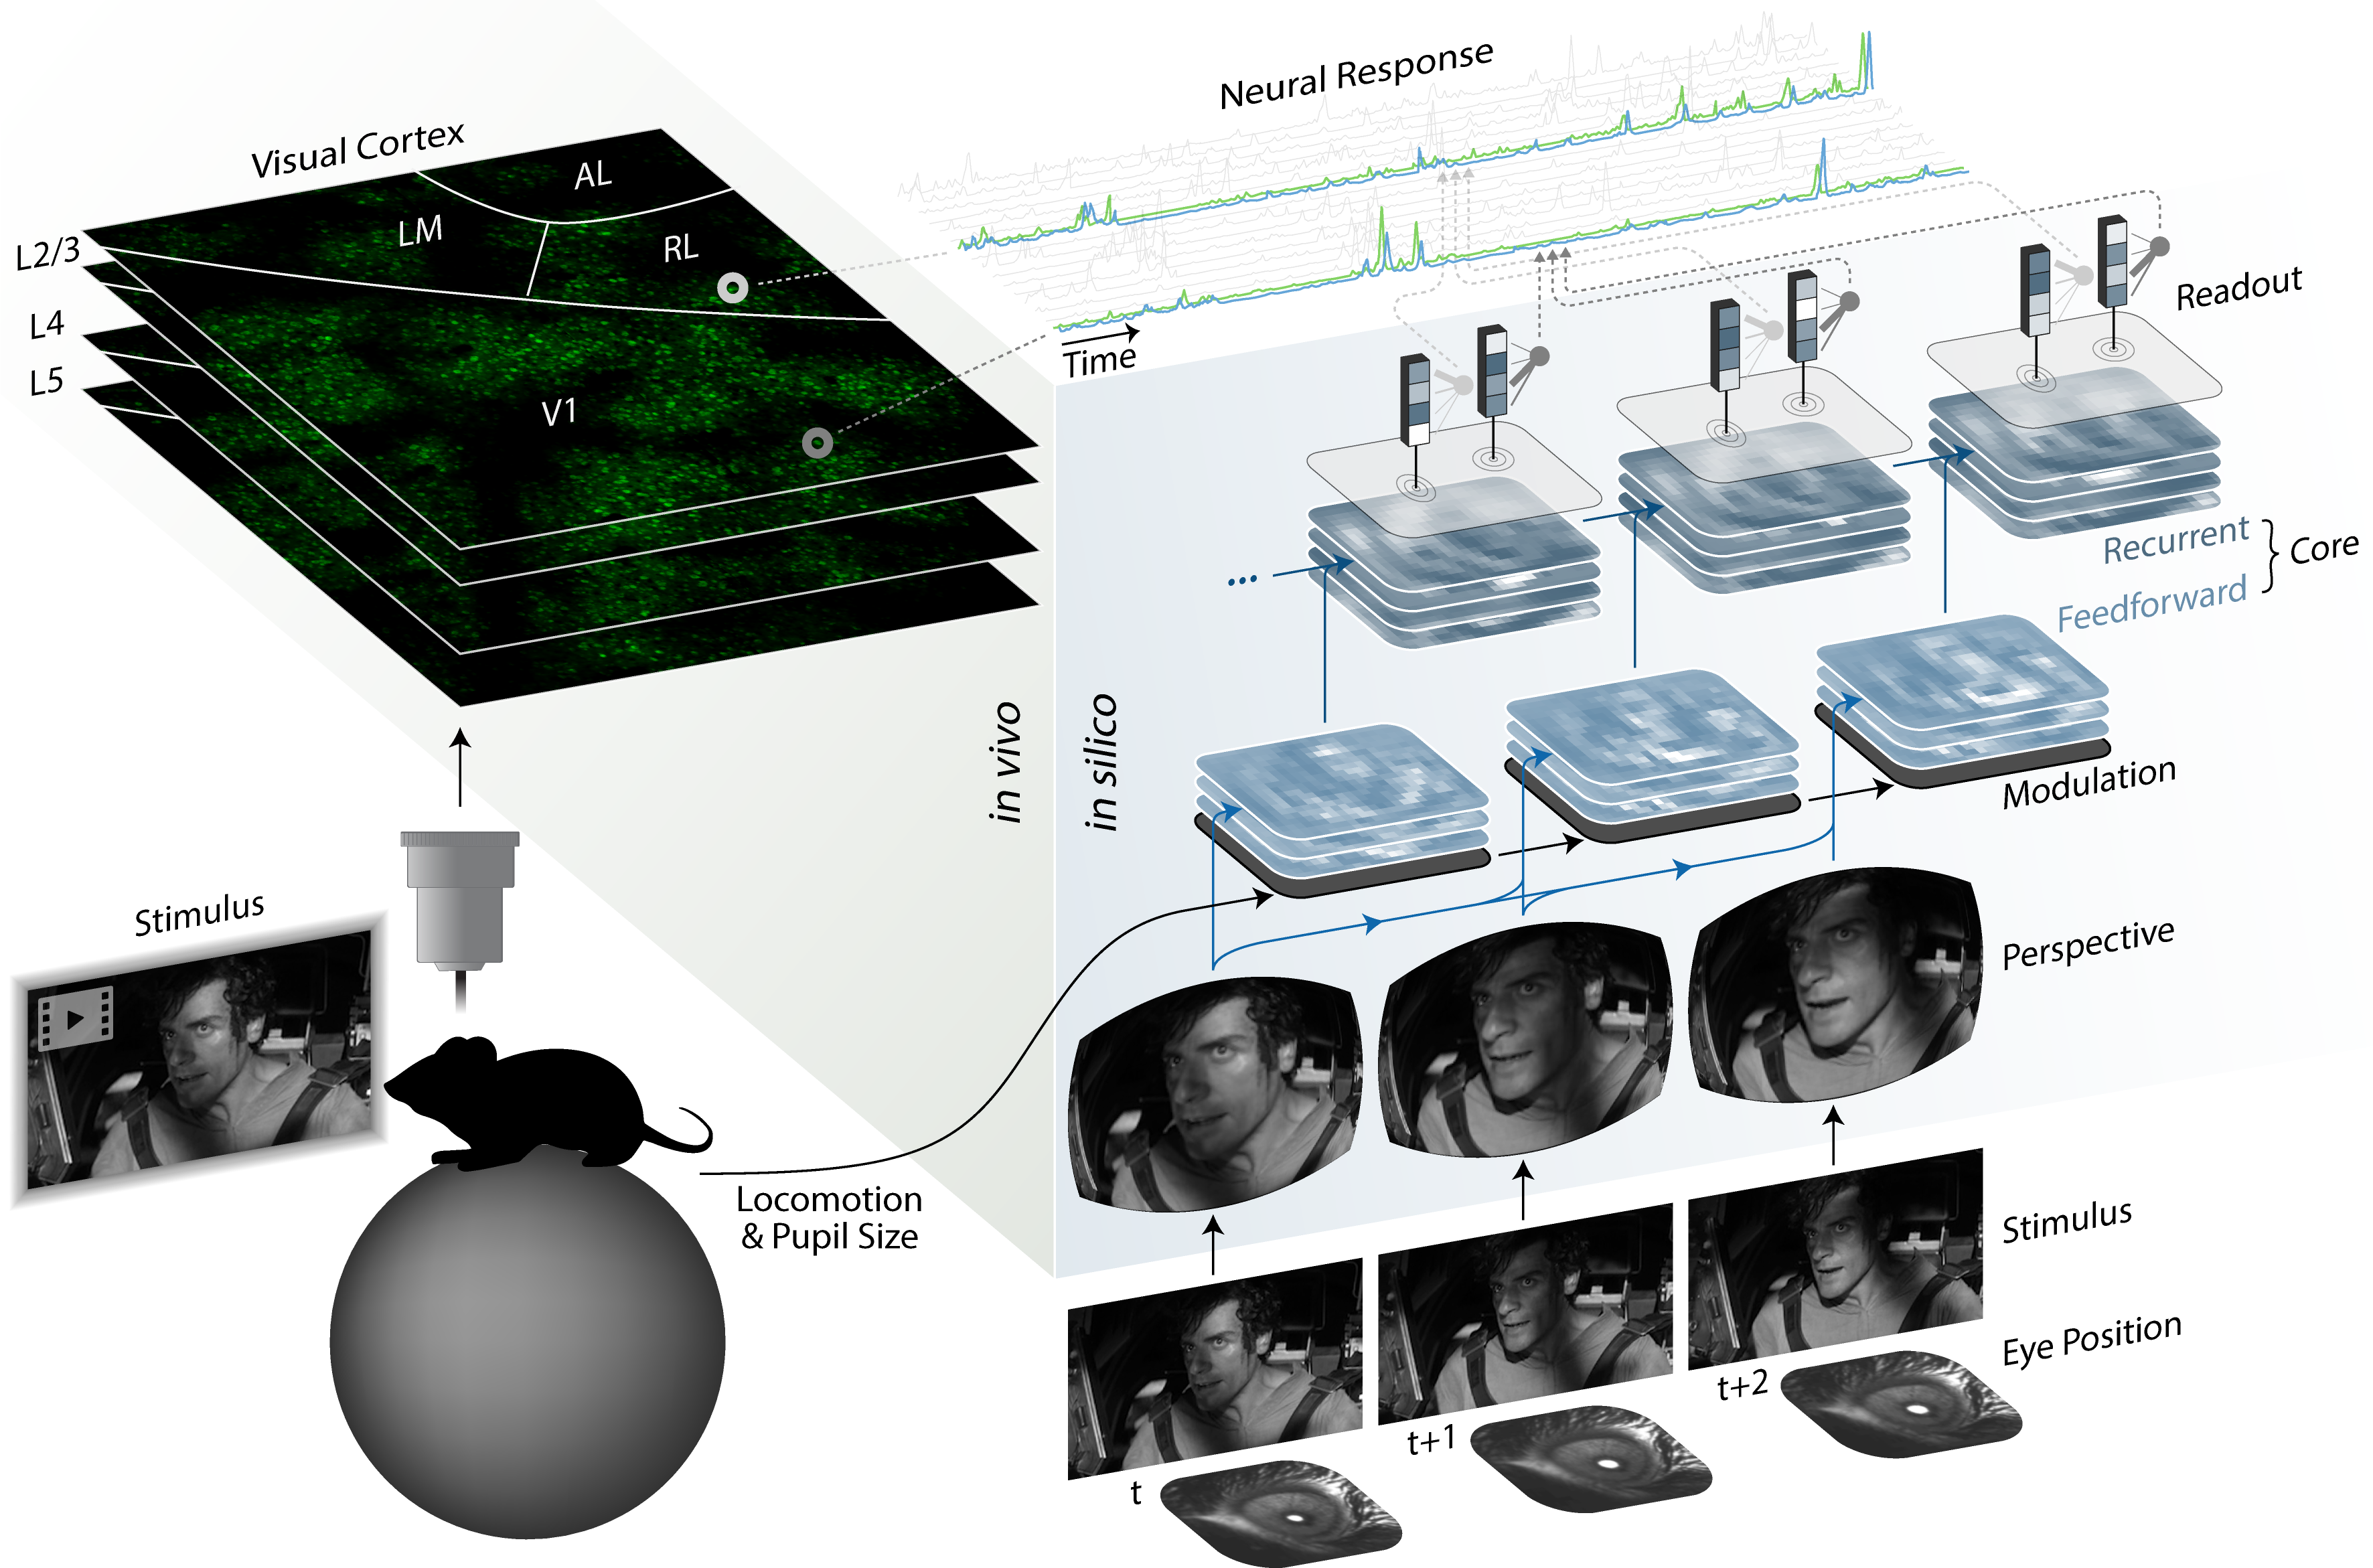 Visual Cortex
L2/3
L4
L5
AL
LM
RL
V1
Neural Response
Time
Readout
Recurrent
Feedforward
Core
in vivo
in silico
Modulation
Perspective
Stimulus
Locomotion
& Pupil Size
Stimulus
Eye Position
t
t+1
t+2